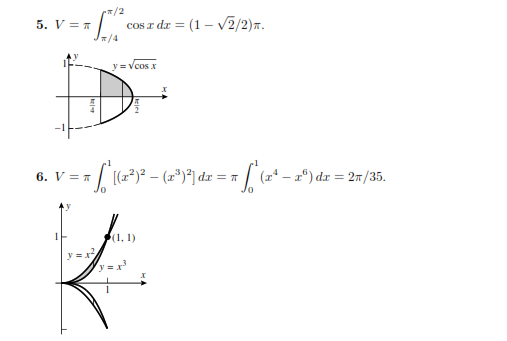 5. V = π ∫_{π/4}^{π/2} cos x dx = (1 − √2/2)π.
y
1
y = √cos x
x
π/4
π/2
−1
6. V = π ∫_0^1 [(x²)² − (x³)²] dx = π ∫_0^1 (x⁴ − x⁶) dx = 2π/35.
y
1
(1, 1)
y = x²
y = x³
x
1